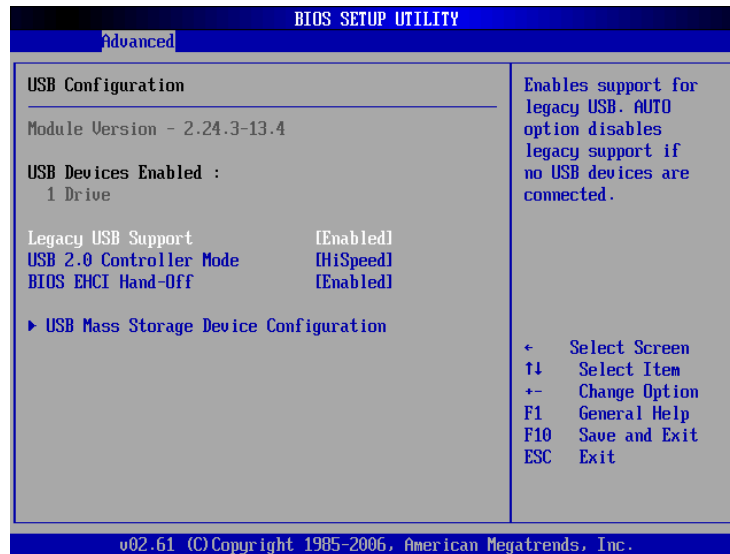 BIOS SETUP UTILITY
Advanced
USB Configuration
Module Version - 2.24.3-13.4
USB Devices Enabled :
1 Drive
Legacy USB Support [Enabled]
USB 2.0 Controller Mode [HiSpeed]
BIOS EHCI Hand-Off [Enabled]
▶ USB Mass Storage Device Configuration
Enables support for
legacy USB. AUTO
option disables
legacy support if
no USB devices are
connected.
← Select Screen
↑↓ Select Item
+- Change Option
F1 General Help
F10 Save and Exit
ESC Exit
v02.61 (C)Copyright 1985-2006, American Megatrends, Inc.